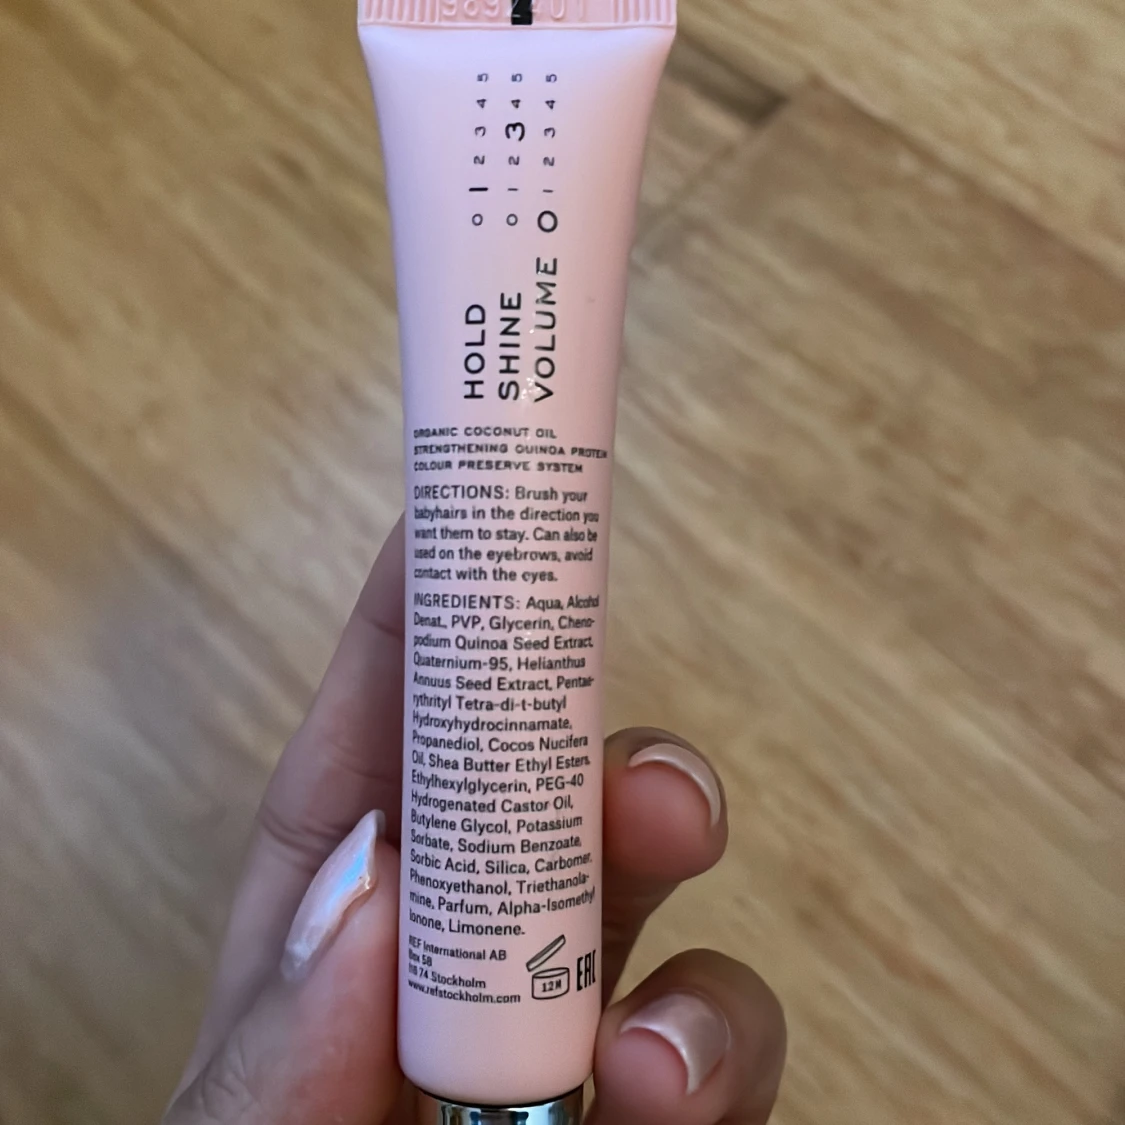 HOLD 0 1 2 3 4 5
SHINE 0 1 2 3 4 5
VOLUME 0 1 2 3 4 5
ORGANIC COCONUT OIL
STRENGTHENING QUINOA PROTEIN
COLOUR PRESERVE SYSTEM
DIRECTIONS: Brush your
babyhairs in the direction you
want them to stay. Can also be
used on the eyebrows, avoid
contact with the eyes.
INGREDIENTS: Aqua, Alcohol
Denat., PVP, Glycerin, Cheno-
podium Quinoa Seed Extract,
Quaternium-95, Helianthus
Annuus Seed Extract, Pentae-
rythrityl Tetra-di-t-butyl
Hydroxyhydrocinnamate,
Propanediol, Cocos Nucifera
Oil, Shea Butter Ethyl Esters,
Ethylhexylglycerin, PEG-40
Hydrogenated Castor Oil,
Butylene Glycol, Potassium
Sorbate, Sodium Benzoate,
Sorbic Acid, Silica, Carbomer,
Phenoxyethanol, Triethanola-
mine, Parfum, Alpha-Isomethyl
Ionone, Limonene.
REF International AB
Box 58
74 Stockholm
www.refstockholm.com
12M
EAC